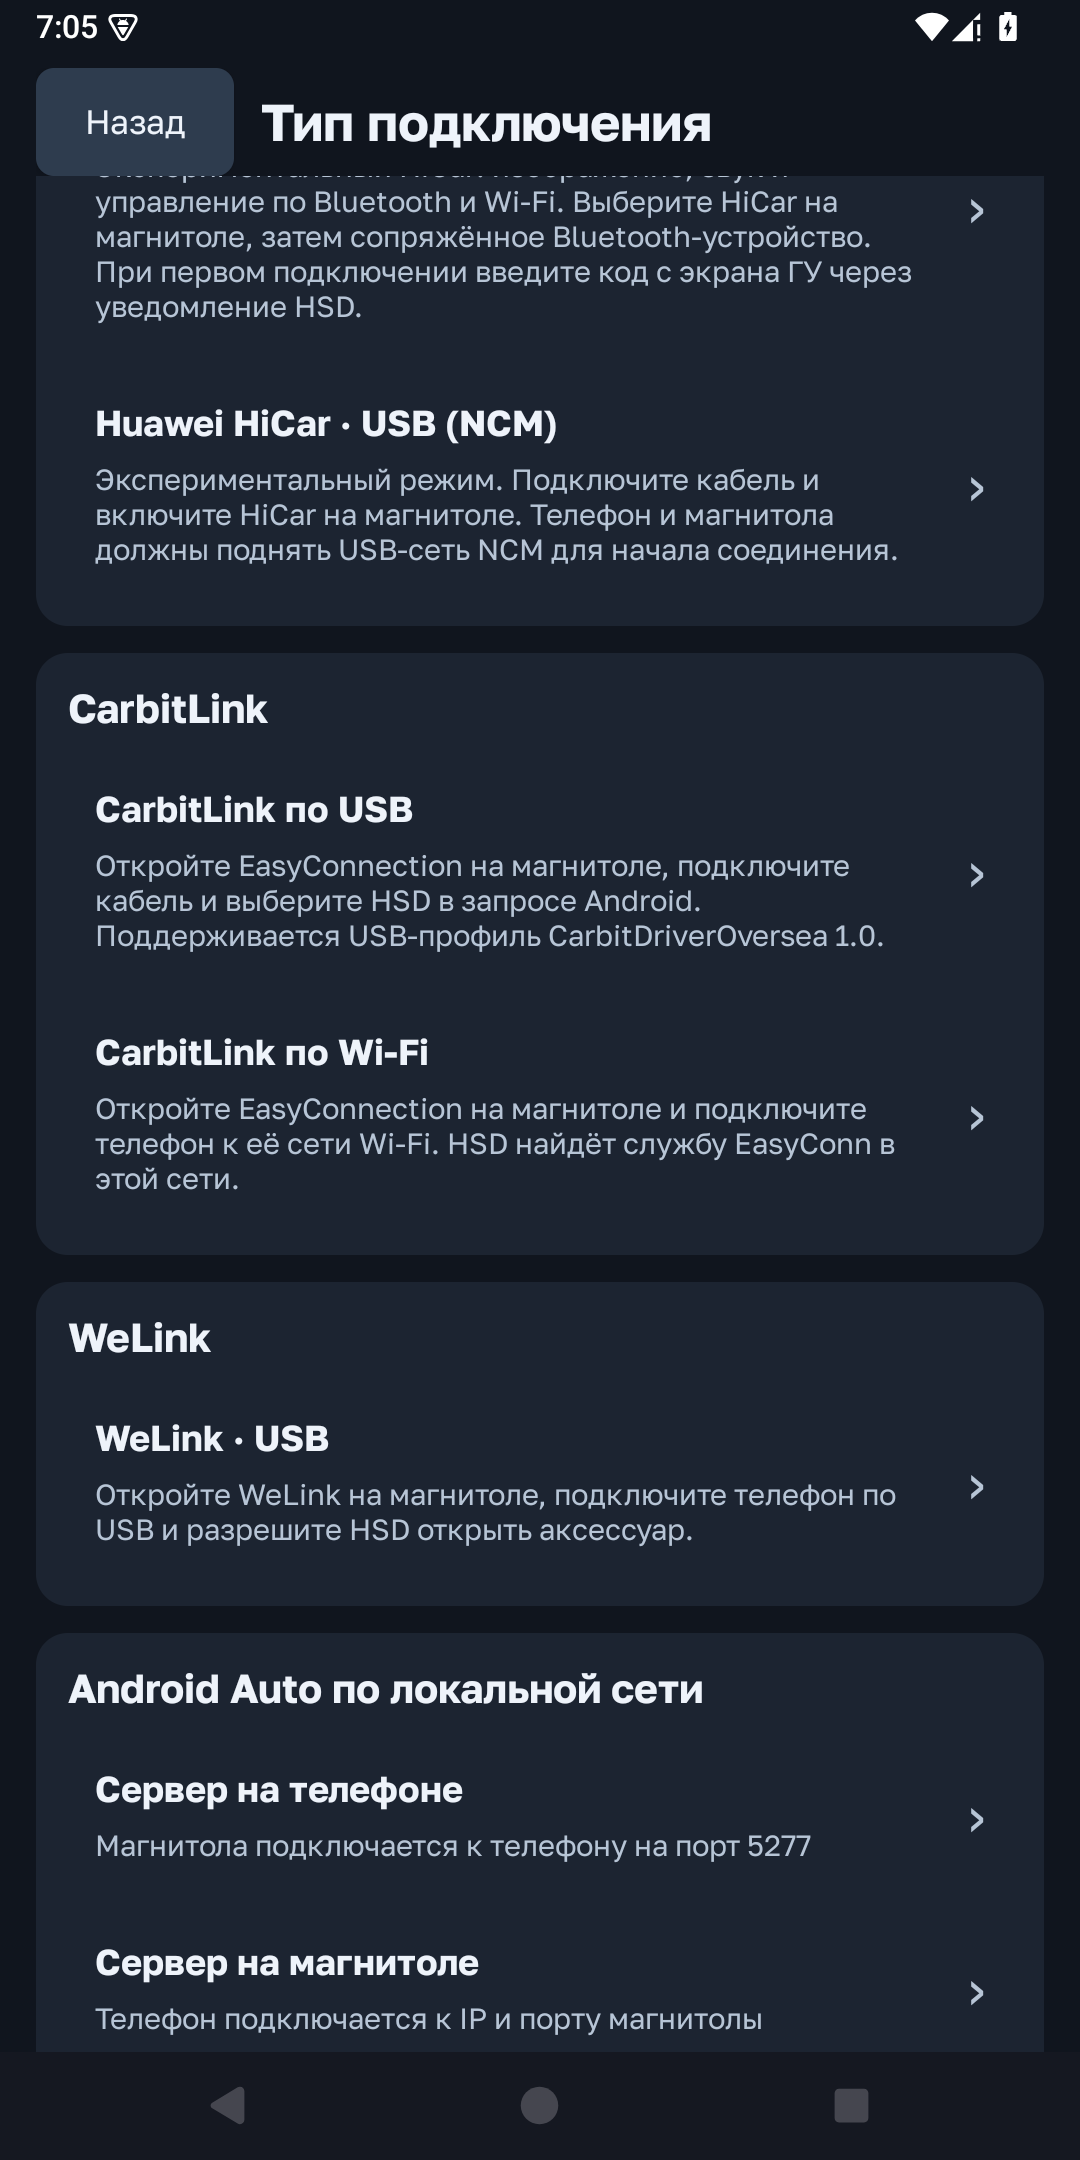 7:05
Назад
Тип подключения
управление по Bluetooth и Wi-Fi. Выберите HiCar на
магнитоле, затем сопряжённое Bluetooth-устройство.
При первом подключении введите код с экрана ГУ через
уведомление HSD.
Huawei HiCar · USB (NCM)
Экспериментальный режим. Подключите кабель и
включите HiCar на магнитоле. Телефон и магнитола
должны поднять USB-сеть NCM для начала соединения.
CarbitLink
CarbitLink по USB
Откройте EasyConnection на магнитоле, подключите
кабель и выберите HSD в запросе Android.
Поддерживается USB-профиль CarbitDriverOversea 1.0.
CarbitLink по Wi-Fi
Откройте EasyConnection на магнитоле и подключите
телефон к её сети Wi-Fi. HSD найдёт службу EasyConn в
этой сети.
WeLink
WeLink · USB
Откройте WeLink на магнитоле, подключите телефон по
USB и разрешите HSD открыть аксессуар.
Android Auto по локальной сети
Сервер на телефоне
Магнитола подключается к телефону на порт 5277
Сервер на магнитоле
Телефон подключается к IP и порту магнитолы